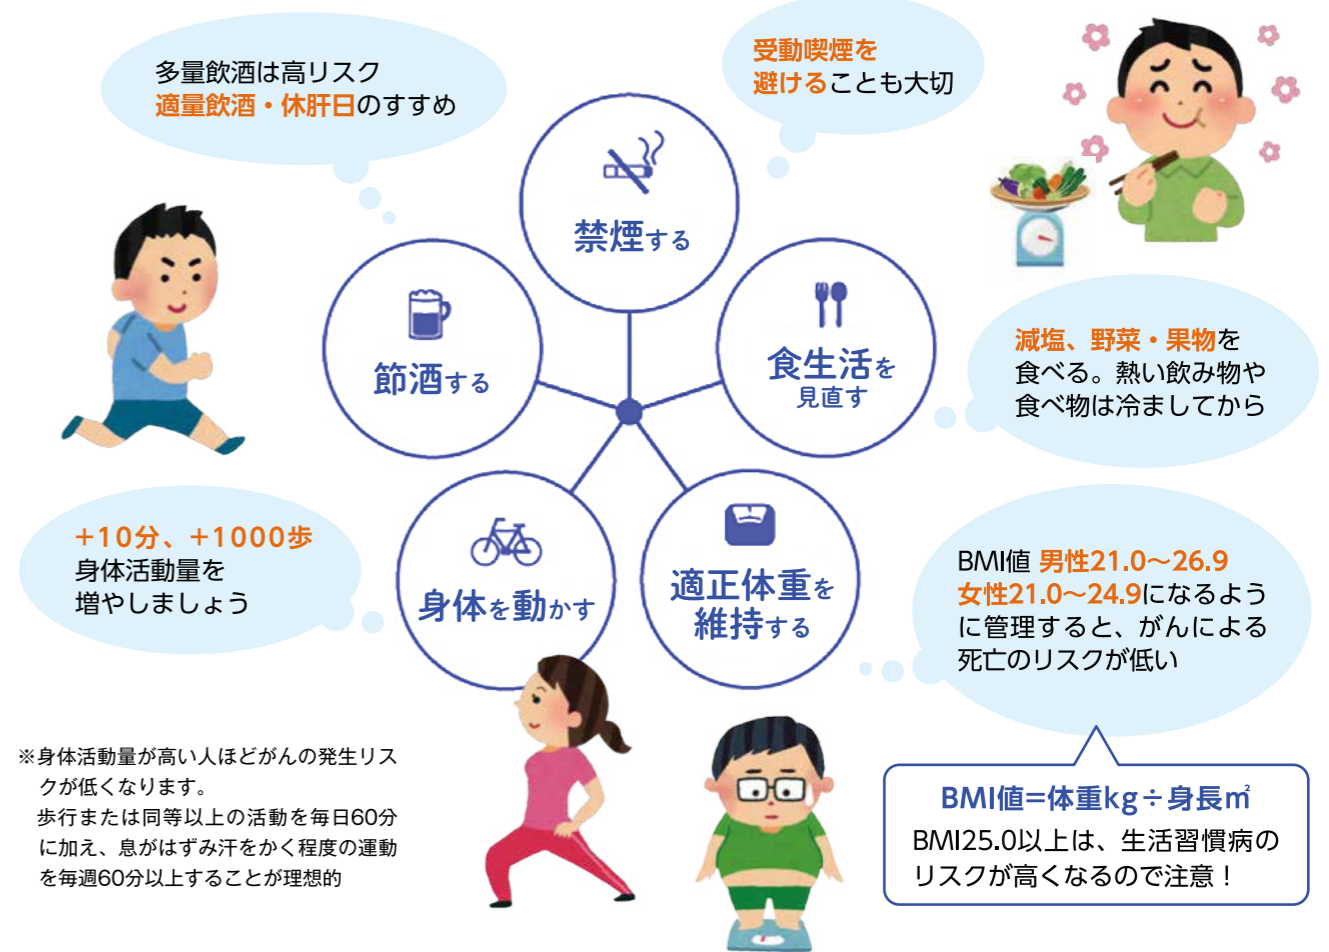 多量飲酒は高リスク
適量飲酒・休肝日のすすめ
受動喫煙を
避けることも大切
禁煙する
節酒する
食生活を
見直す
減塩、野菜・果物を
食べる。熱い飲み物や
食べ物は冷ましてから
+10分、+1000歩
身体活動量を
増やしましょう
身体を動かす
適正体重を
維持する
BMI値 男性21.0〜26.9
女性21.0〜24.9になるよう
に管理すると、がんによる
死亡のリスクが低い
※身体活動量が高い人ほどがんの発生リス
クが低くなります。
歩行または同等以上の活動を毎日60分
に加え、息がはずみ汗をかく程度の運動
を毎週60分以上することが理想的
BMI値=体重kg÷身長㎡
BMI25.0以上は、生活習慣病の
リスクが高くなるので注意！